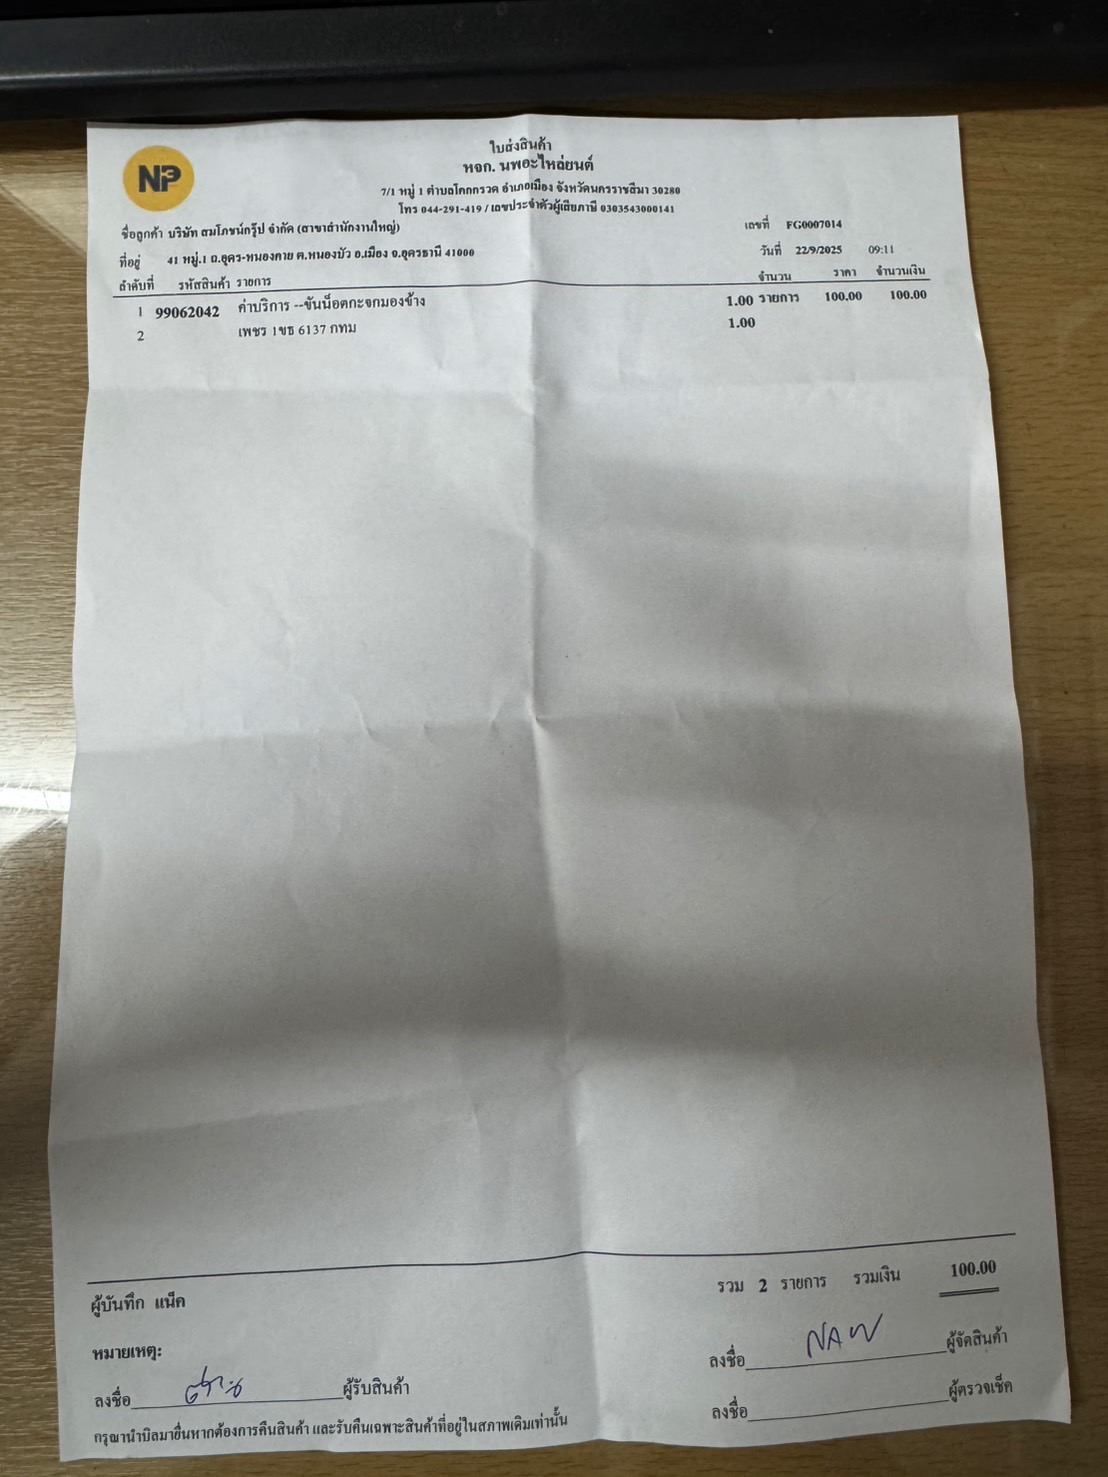 NP
ใบส่งสินค้า
หจก. นพอะไหล่ยนต์
7/1 หมู่ 1 ตำบลโคกกรวด อำเภอเมือง จังหวัดนครราชสีมา 30280
โทร 044-291-419 / เลขประจำตัวผู้เสียภาษี 0303543000141
ชื่อลูกค้า บริษัท สมโภชน์กรุ๊ป จำกัด (สาขาสำนักงานใหญ่) เลขที่ FG0007014
ที่อยู่ 41 หมู่.1 ถ.อุดร-หนองคาย ต.หนองบัว อ.เมือง จ.อุดรธานี 41000 วันที่ 22/9/2025 09:11
ลำดับที่ รหัสสินค้า รายการ จำนวน ราคา จำนวนเงิน
1 99062042 ค่าบริการ --ขันน็อตกะจกมองข้าง 1.00 รายการ 100.00 100.00
2 เพชร 1ขธ 6137 กทม 1.00
รวม 2 รายการ รวมเงิน 100.00
ผู้บันทึก แน็ค
หมายเหตุ:
ลงชื่อ NAW ผู้จัดสินค้า
ลงชื่อ ผู้รับสินค้า
ลงชื่อ ผู้ตรวจเช็ค
กรุณานำบิลมายื่นหากต้องการคืนสินค้า และรับคืนเฉพาะสินค้าที่อยู่ในสภาพเดิมเท่านั้น